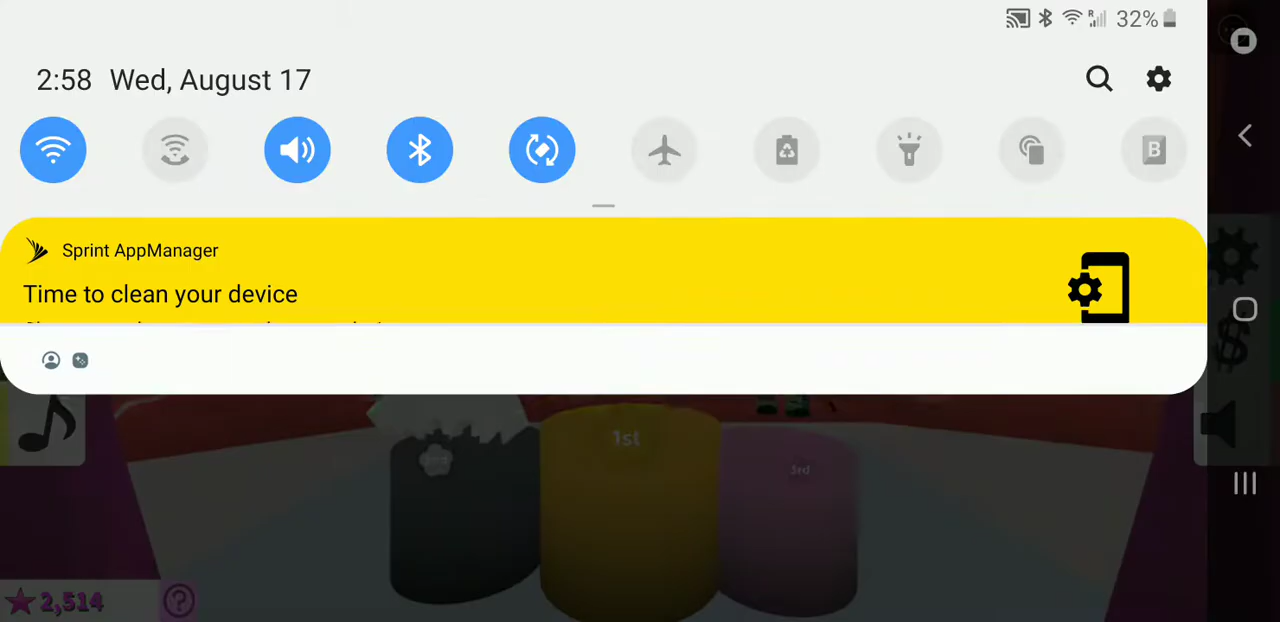 32%
2:58 Wed, August 17
B
Sprint AppManager
Time to clean your device
1st
3rd
$
2,514
?